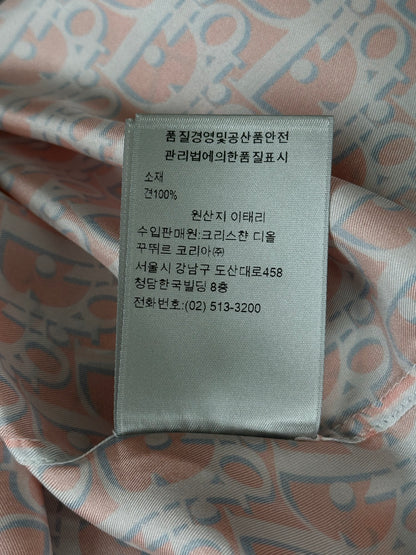 품질경영및공산품안전
관리법에의한품질표시
소재
견100%
원산지 이태리
수입판매원:크리스챤 디올
꾸뛰르 코리아㈜
서울시 강남구 도산대로458
청담한국빌딩 8층
전화번호:(02) 513-3200